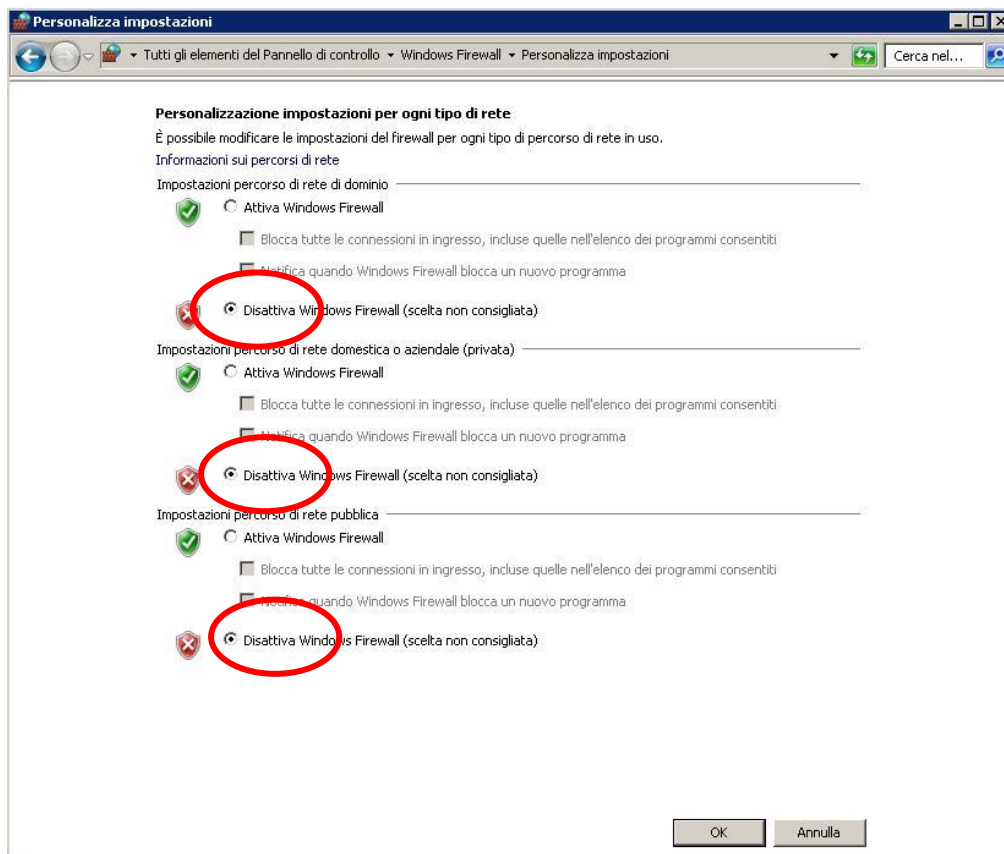 Personalizza impostazioni
Tutti gli elementi del Pannello di controllo Windows Firewall Personalizza impostazioni Cerca nel...
Personalizzazione impostazioni per ogni tipo di rete
È possibile modificare le impostazioni del firewall per ogni tipo di percorso di rete in uso.
Informazioni sui percorsi di rete
Impostazioni percorso di rete di dominio
Attiva Windows Firewall
Blocca tutte le connessioni in ingresso, incluse quelle nell'elenco dei programmi consentiti
Notifica quando Windows Firewall blocca un nuovo programma
Disattiva Windows Firewall (scelta non consigliata)
Impostazioni percorso di rete domestica o aziendale (privata)
Attiva Windows Firewall
Blocca tutte le connessioni in ingresso, incluse quelle nell'elenco dei programmi consentiti
Notifica quando Windows Firewall blocca un nuovo programma
Disattiva Windows Firewall (scelta non consigliata)
Impostazioni percorso di rete pubblica
Attiva Windows Firewall
Blocca tutte le connessioni in ingresso, incluse quelle nell'elenco dei programmi consentiti
Notifica quando Windows Firewall blocca un nuovo programma
Disattiva Windows Firewall (scelta non consigliata)
OK Annulla